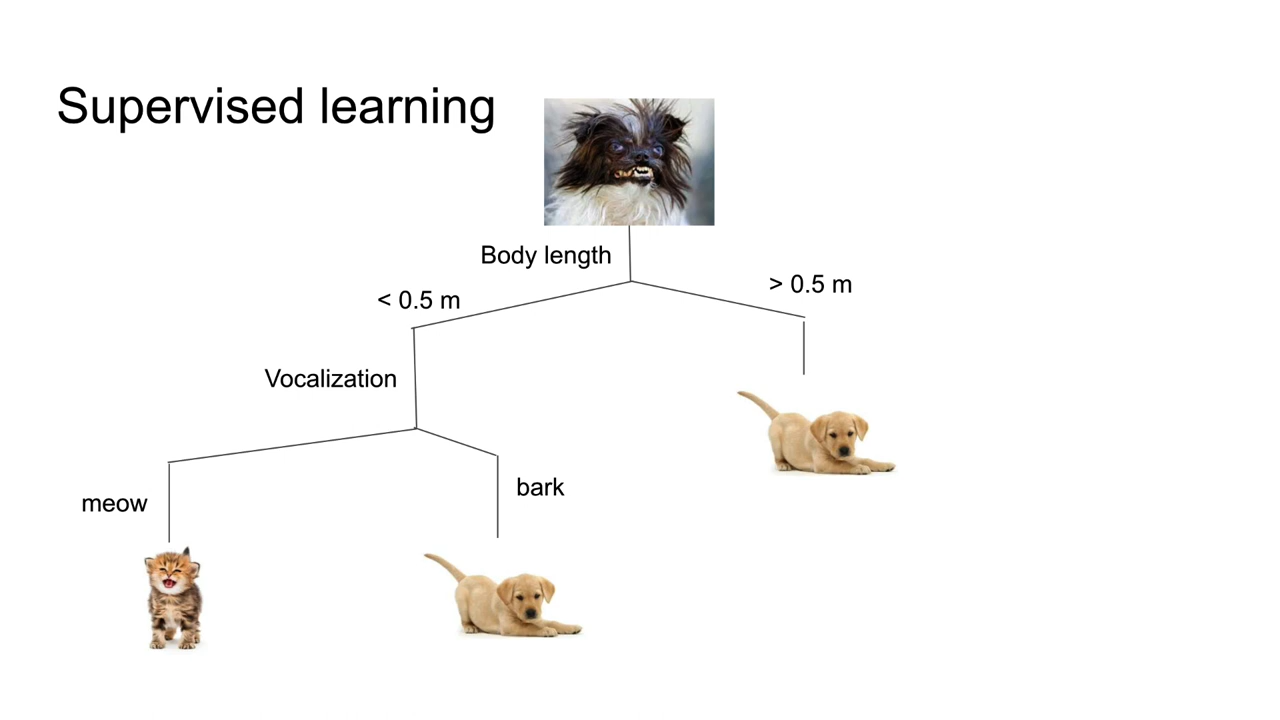 Supervised learning
Body length
< 0.5 m
> 0.5 m
Vocalization
meow
bark